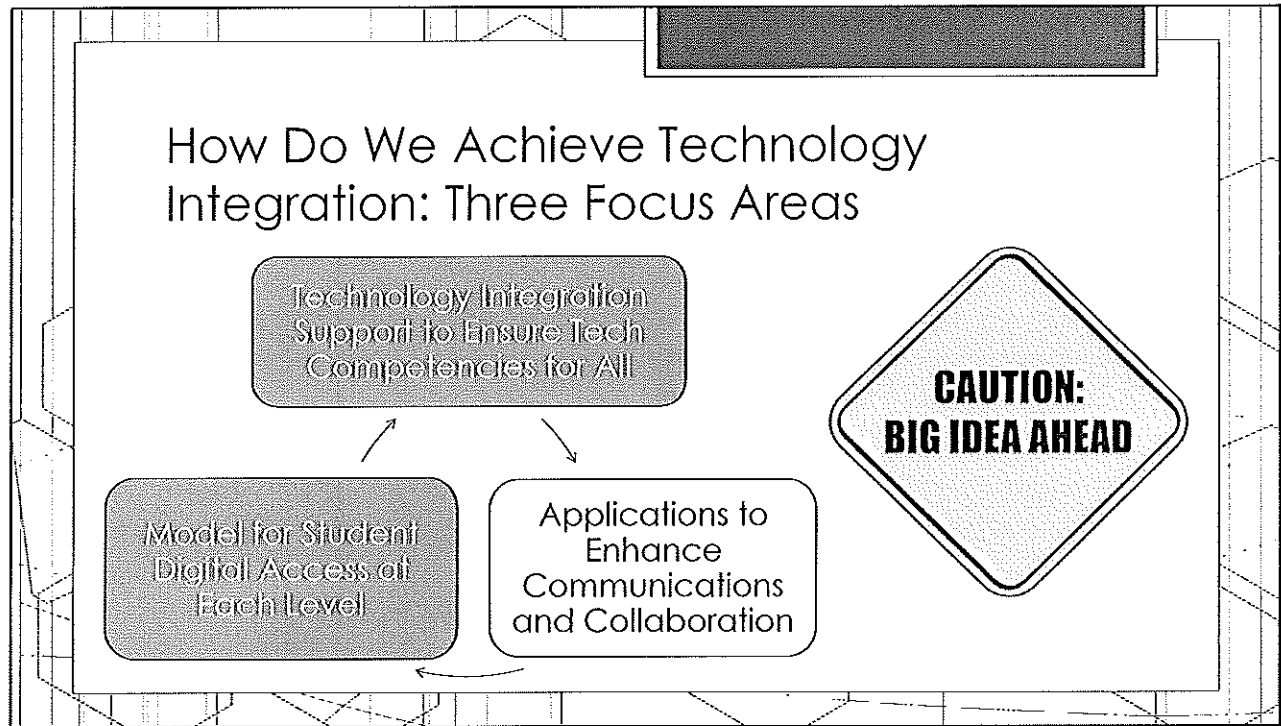 How Do We Achieve Technology
Integration: Three Focus Areas
Technology Integration
Support to Ensure Tech
Competencies for All
CAUTION:
BIG IDEA AHEAD
Model for Student
Digital Access at
Each Level
Applications to
Enhance
Communications
and Collaboration